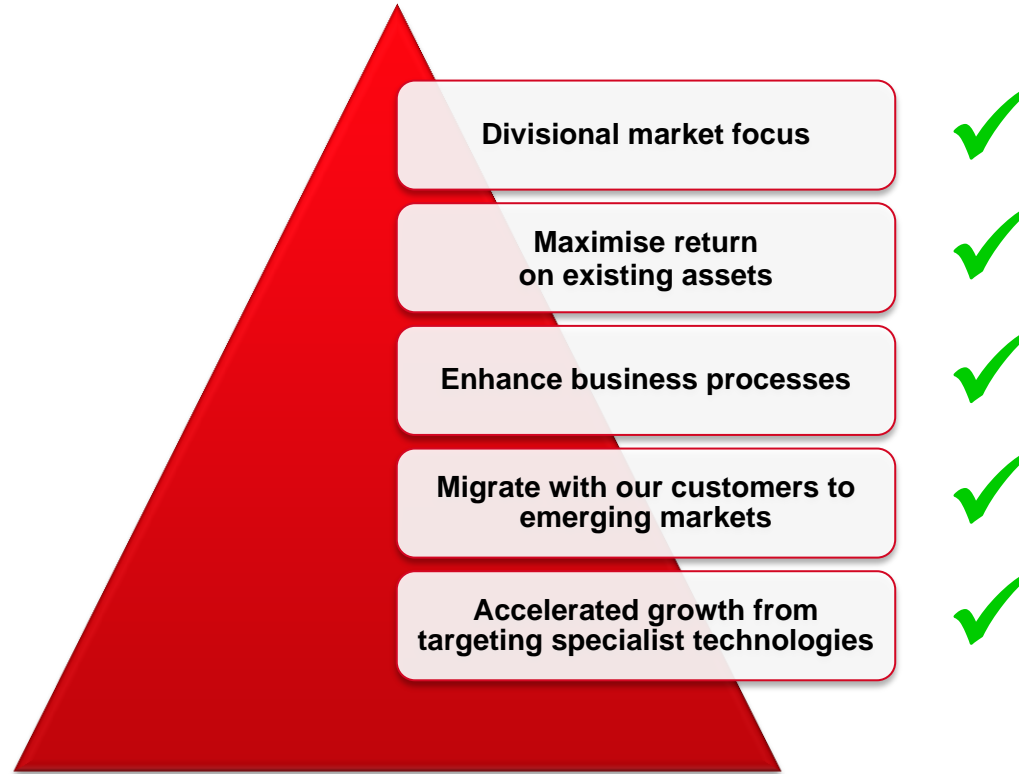 Divisional market focus
Maximise return
on existing assets
Enhance business processes
Migrate with our customers to
emerging markets
Accelerated growth from
targeting specialist technologies